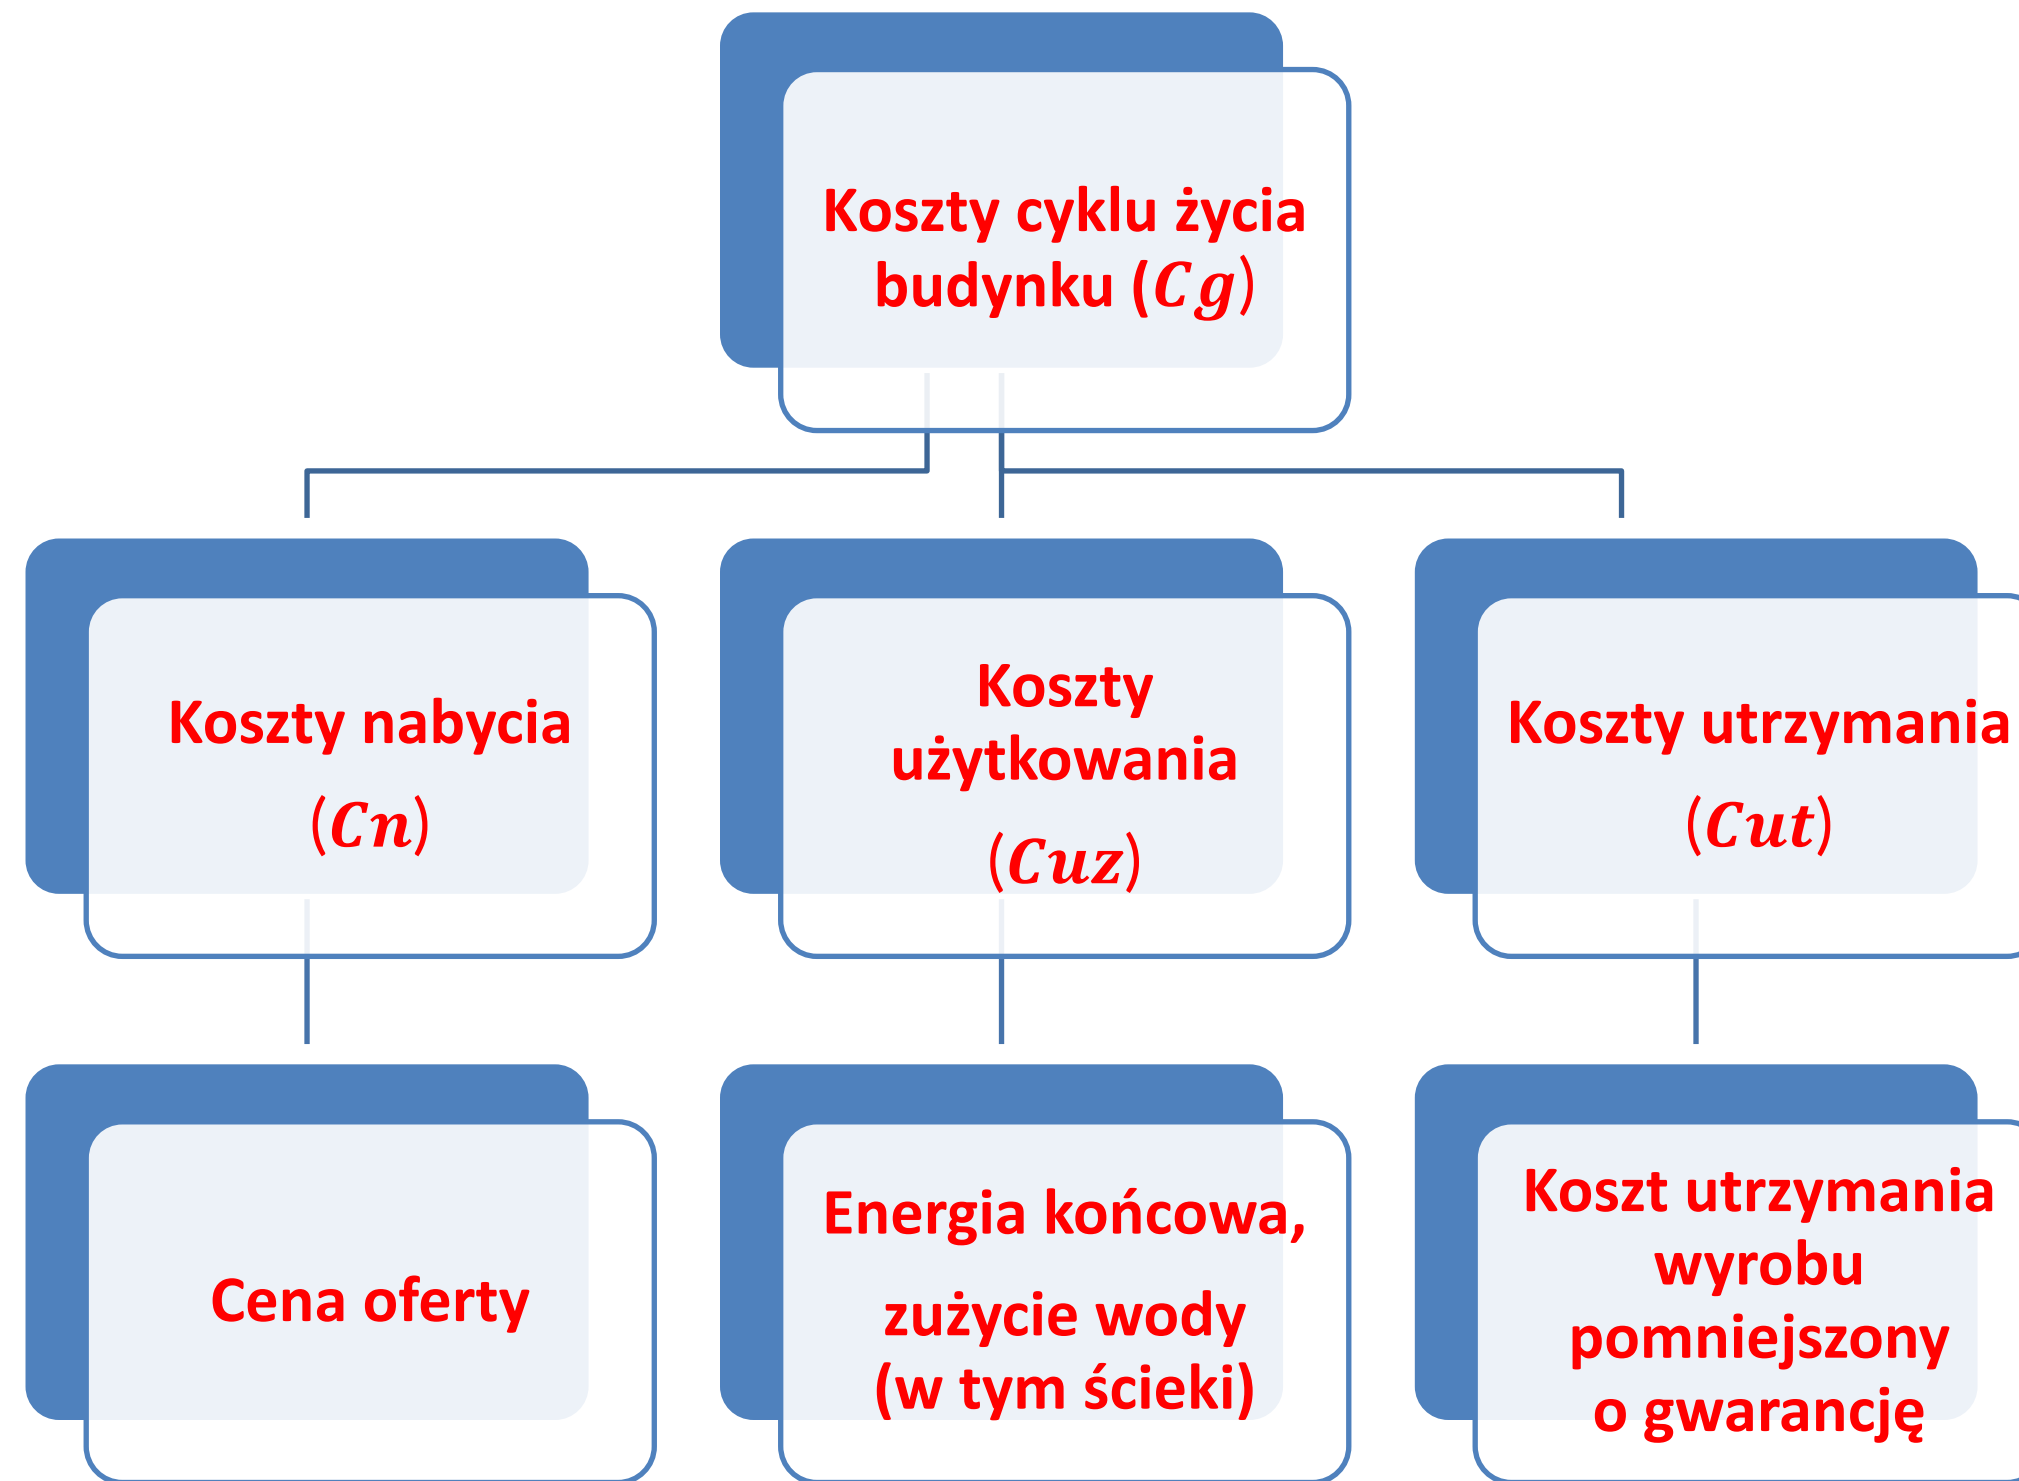 Koszty cyklu życia
budynku (Cg)
Koszty nabycia
(Cn)
Koszty
użytkowania
(Cuz)
Koszty utrzymania
(Cut)
Cena oferty
Energia końcowa,
zużycie wody
(w tym ścieki)
Koszt utrzymania
wyrobu
pomniejszony
o gwarancję